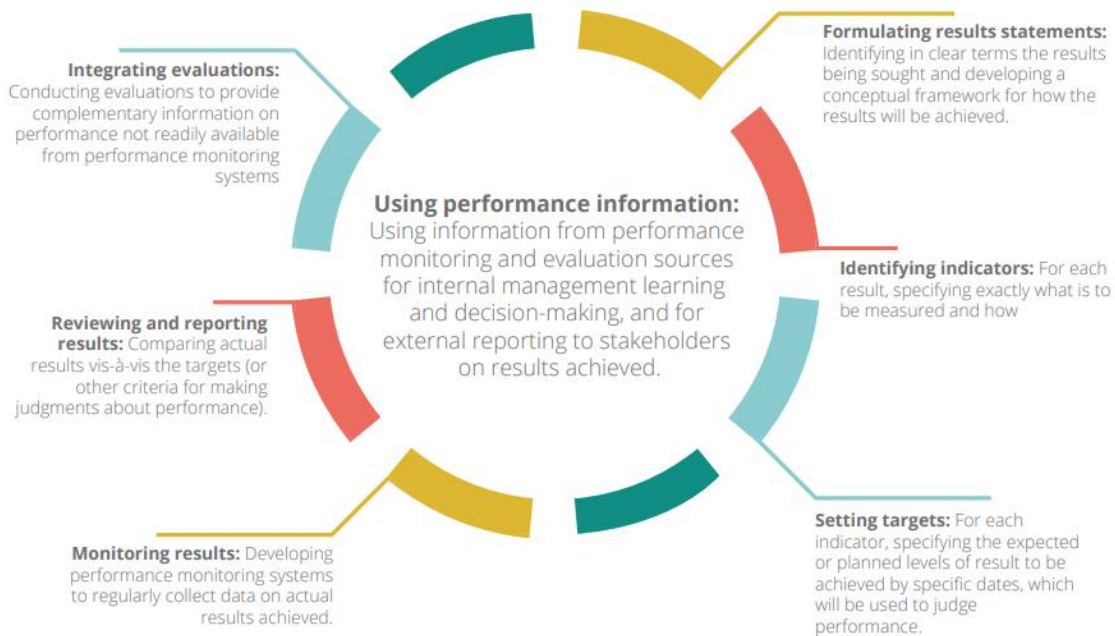 Formulating results statements:
Identifying in clear terms the results
being sought and developing a
conceptual framework for how the
results will be achieved.
Identifying indicators: For each
result, specifying exactly what is to
be measured and how
Setting targets: For each
indicator, specifying the expected
or planned levels of result to be
achieved by specific dates, which
will be used to judge
performance.
Monitoring results: Developing
performance monitoring systems
to regularly collect data on actual
results achieved.
Reviewing and reporting
results: Comparing actual
results vis-à-vis the targets (or
other criteria for making
judgments about performance).
Integrating evaluations:
Conducting evaluations to provide
complementary information on
performance not readily available
from performance monitoring
systems
Using performance information:
Using information from performance
monitoring and evaluation sources
for internal management learning
and decision-making, and for
external reporting to stakeholders
on results achieved.